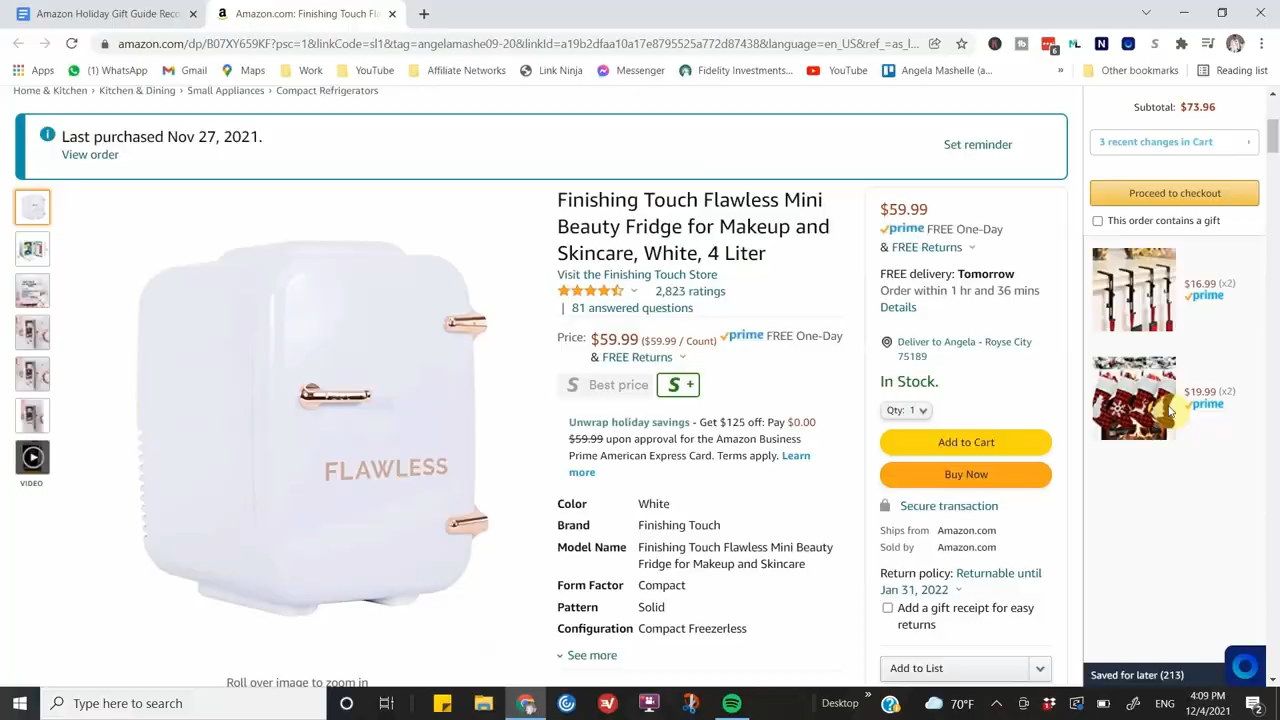 Amazon Holiday Gift Guide Reco
Amazon.com: Finishing Touch Fla
amazon.com/dp/B07XY659KF?psc=1&linkCode=sl1&tag=angelamashe09-20&linkId=a19b2dfaa10a17e8795525a772d87438&language=en_US&ref_=as_l...
Apps
(1) WhatsApp
Gmail
Maps
Work
YouTube
Affiliate Networks
Link Ninja
Messenger
Fidelity Investments...
YouTube
Angela Mashelle (a...
»
Other bookmarks
Reading list
Home & Kitchen › Kitchen & Dining › Small Appliances › Compact Refrigerators
Last purchased Nov 27, 2021.
View order
Set reminder
VIDEO
FLAWLESS
Roll over image to zoom in
Finishing Touch Flawless Mini
Beauty Fridge for Makeup and
Skincare, White, 4 Liter
Visit the Finishing Touch Store
2,823 ratings
| 81 answered questions
Price: $59.99 ($59.99 / Count) prime FREE One-Day
& FREE Returns
S Best price S +
Unwrap holiday savings - Get $125 off: Pay $0.00
$59.99 upon approval for the Amazon Business
Prime American Express Card. Terms apply. Learn
more
Color White
Brand Finishing Touch
Model Name Finishing Touch Flawless Mini Beauty
Fridge for Makeup and Skincare
Form Factor Compact
Pattern Solid
Configuration Compact Freezerless
See more
$59.99
prime FREE One-Day
& FREE Returns
FREE delivery: Tomorrow
Order within 1 hr and 36 mins
Details
Deliver to Angela - Royse City
75189
In Stock.
Qty: 1
Add to Cart
Buy Now
Secure transaction
Ships from Amazon.com
Sold by Amazon.com
Return policy: Returnable until
Jan 31, 2022
Add a gift receipt for easy
returns
Add to List
Subtotal: $73.96
3 recent changes in Cart ›
Proceed to checkout
This order contains a gift
$16.99 (x2)
prime
$19.99 (x2)
prime
Saved for later (213)
Type here to search
Desktop
»
70°F
ENG
4:09 PM
12/4/2021